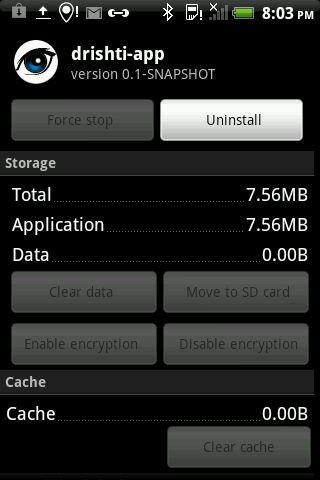 8:03 PM
drishti-app
version 0.1-SNAPSHOT
Force stop Uninstall
Storage
Total 7.56MB
Application 7.56MB
Data 0.00B
Clear data Move to SD card
Enable encryption Disable encryption
Cache
Cache 0.00B
Clear cache